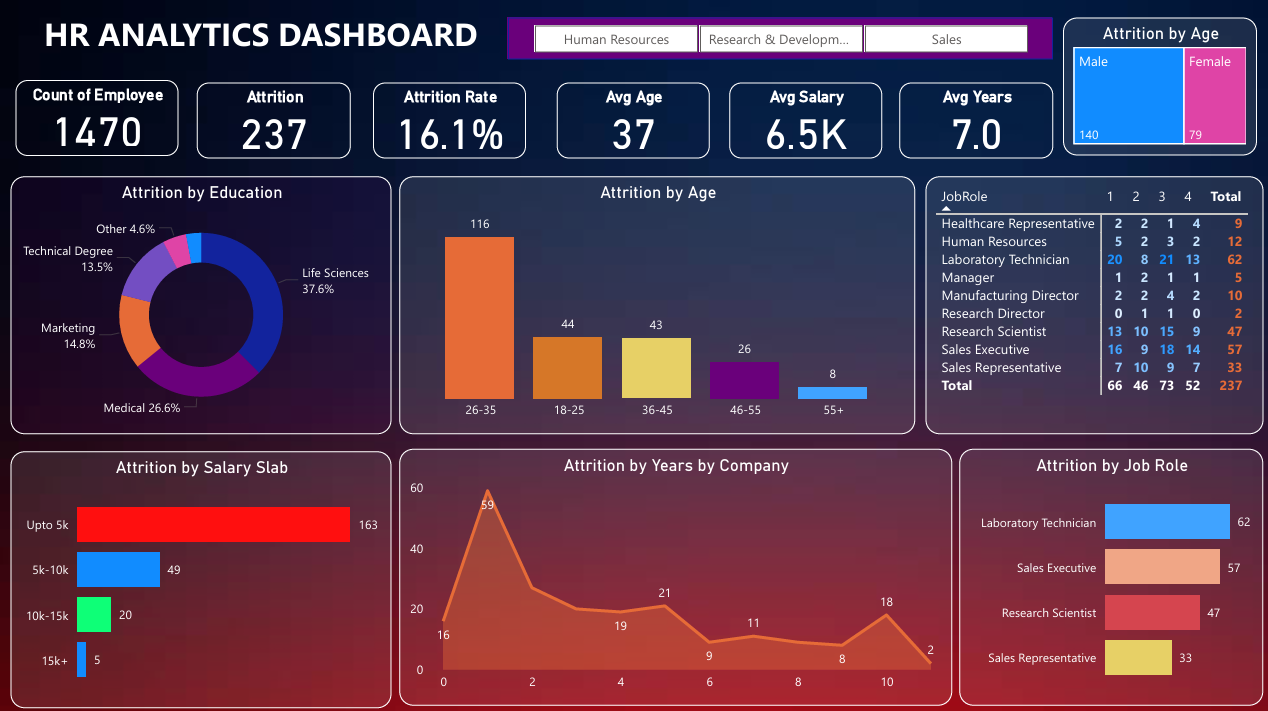 HR ANALYTICS DASHBOARD
Human Resources
Research & Developm...
Sales
Attrition by Age
Male
Female
140
79
Count of Employee
1470
Attrition
237
Attrition Rate
16.1%
Avg Age
37
Avg Salary
6.5K
Avg Years
7.0
Attrition by Education
Other 4.6%
Technical Degree
13.5%
Life Sciences
37.6%
Marketing
14.8%
Medical 26.6%
Attrition by Age
116
44
43
26
8
26-35
18-25
36-45
46-55
55+
JobRole 1 2 3 4 Total
Healthcare Representative 2 2 1 4 9
Human Resources 5 2 3 2 12
Laboratory Technician 20 8 21 13 62
Manager 1 2 1 1 5
Manufacturing Director 2 2 4 2 10
Research Director 0 1 1 0 2
Research Scientist 13 10 15 9 47
Sales Executive 16 9 18 14 57
Sales Representative 7 10 9 7 33
Total 66 46 73 52 237
Attrition by Salary Slab
Upto 5k 163
5k-10k 49
10k-15k 20
15k+ 5
Attrition by Years by Company
60
40
20
0
59
16
19
21
9
11
8
18
2
0 2 4 6 8 10
Attrition by Job Role
Laboratory Technician 62
Sales Executive 57
Research Scientist 47
Sales Representative 33